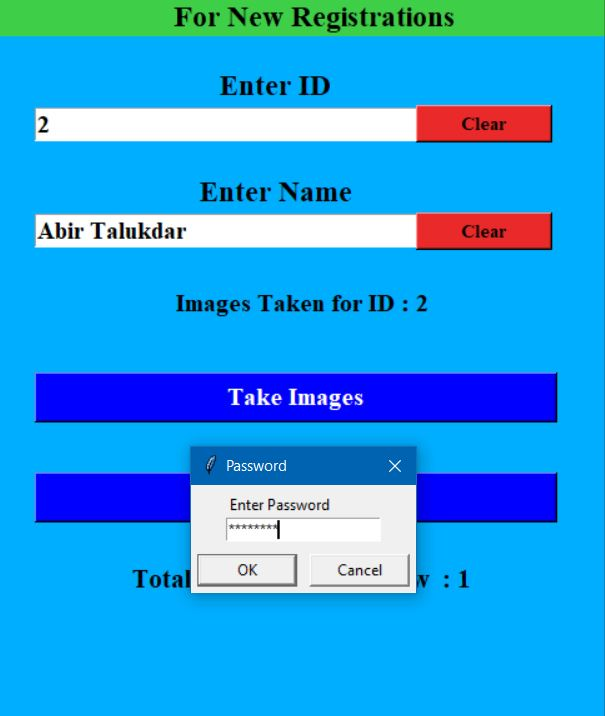 For New Registrations
Enter ID
2
Clear
Enter Name
Abir Talukdar
Clear
Images Taken for ID : 2
Take Images
Password
Enter Password
********
OK
Cancel
Total
: 1